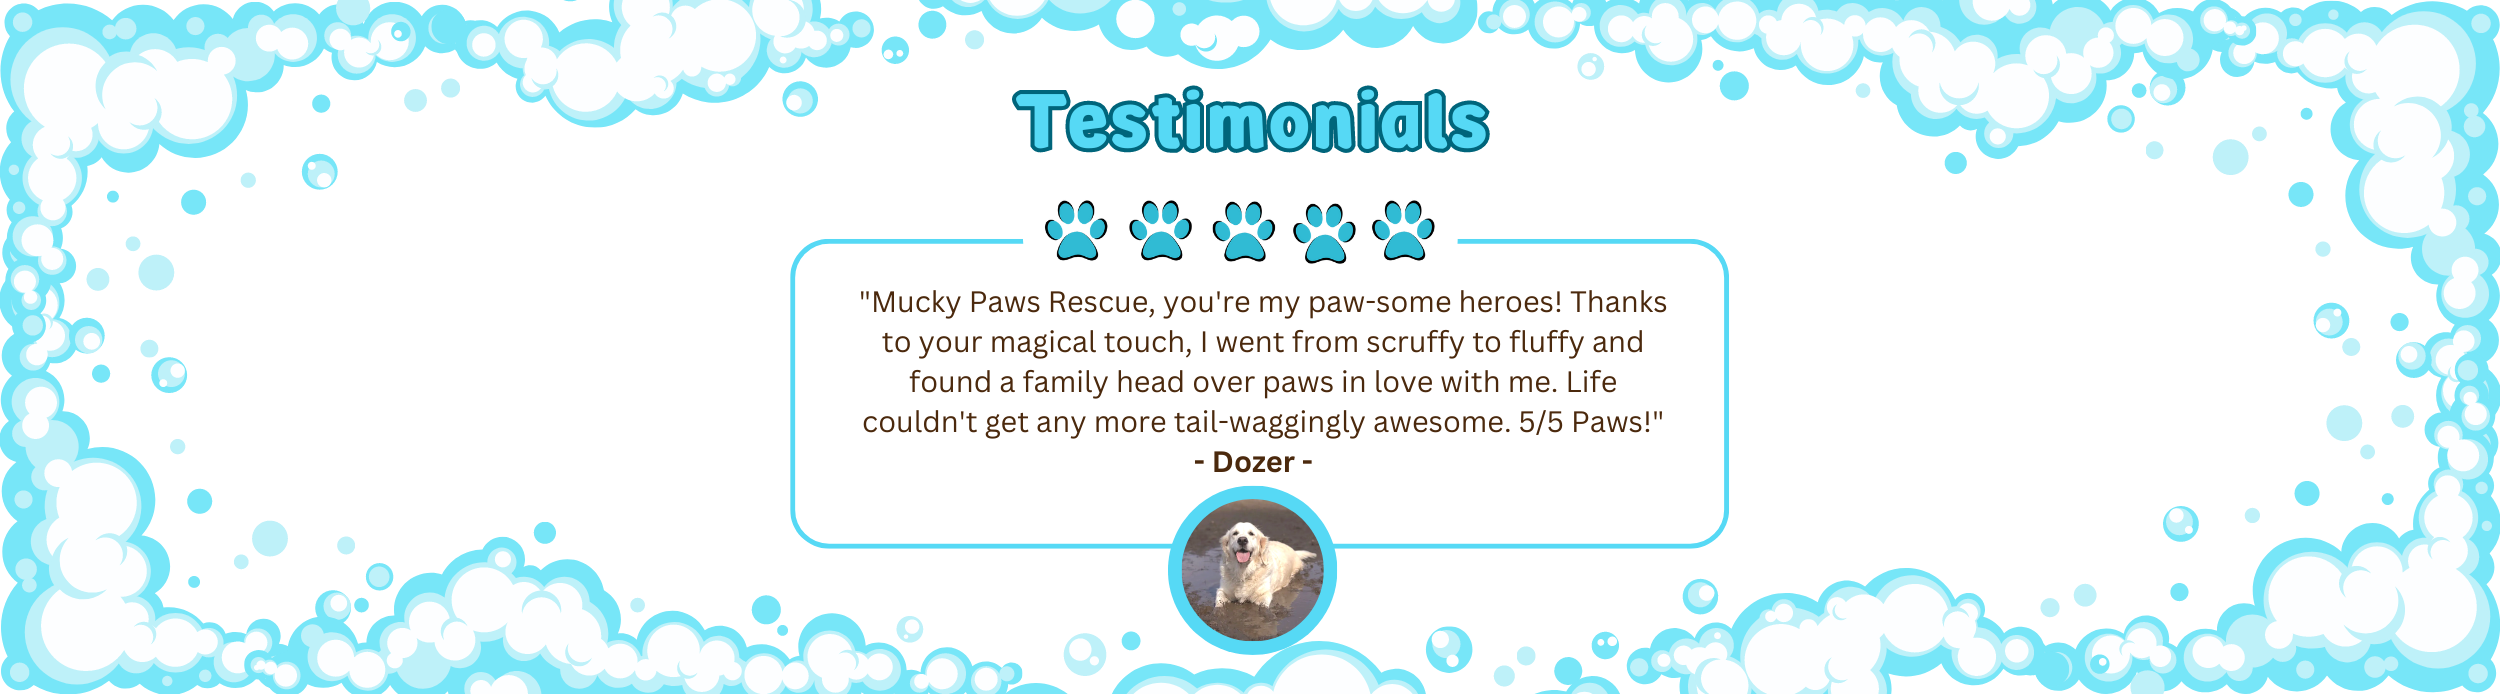 Testimonials
"Mucky Paws Rescue, you're my paw-some heroes! Thanks
to your magical touch, I went from scruffy to fluffy and
found a family head over paws in love with me. Life
couldn't get any more tail-waggingly awesome. 5/5 Paws!"
- Dozer -